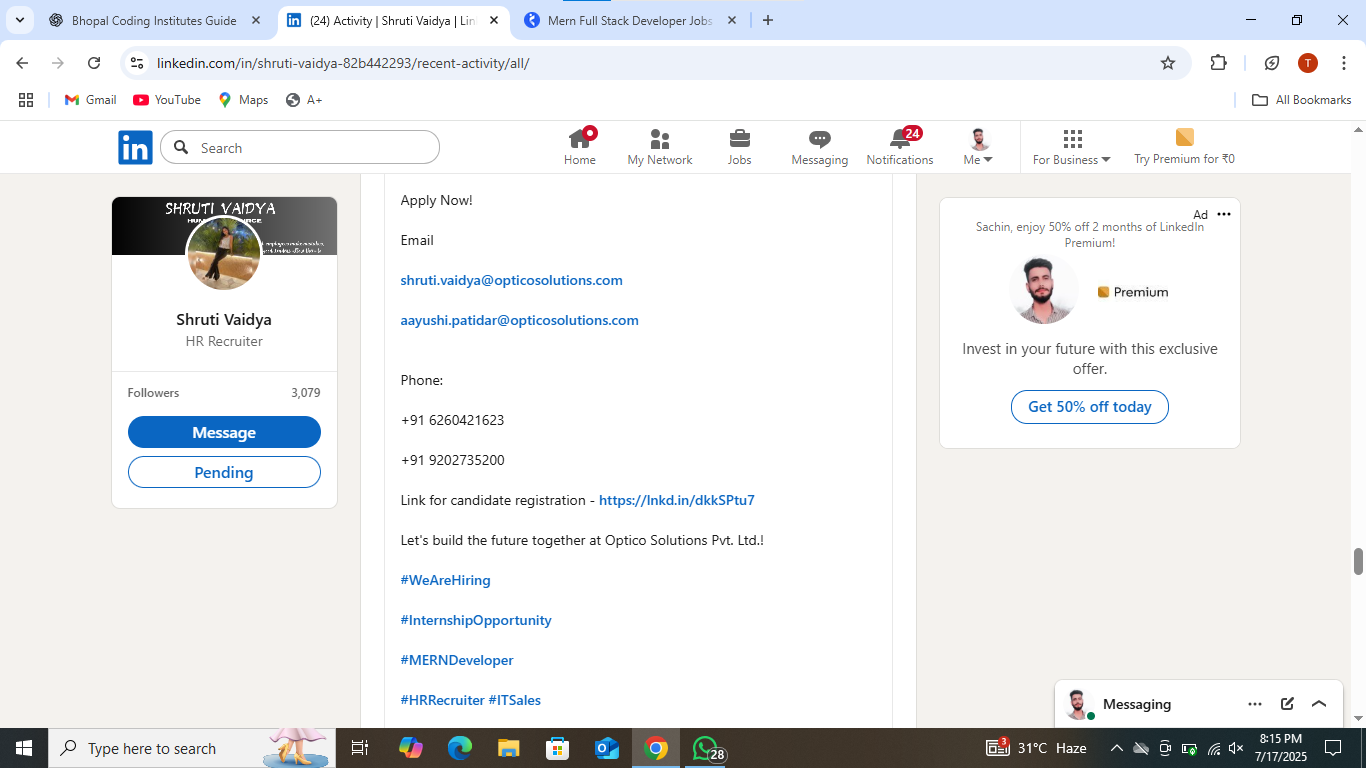 Bhopal Coding Institutes Guide
(24) Activity | Shruti Vaidya | Lin
Mern Full Stack Developer Jobs
linkedin.com/in/shruti-vaidya-82b442293/recent-activity/all/
T
Gmail
YouTube
Maps
A+
All Bookmarks
in
Search
Home
My Network
Jobs
Messaging
24
Notifications
Me
For Business
Try Premium for ₹0
SHRUTI VAIDYA
Shruti Vaidya
HR Recruiter
Followers 3,079
Message
Pending
Apply Now!
Email
shruti.vaidya@opticosolutions.com
aayushi.patidar@opticosolutions.com
Phone:
+91 6260421623
+91 9202735200
Link for candidate registration - https://lnkd.in/dkkSPtu7
Let's build the future together at Optico Solutions Pvt. Ltd.!
#WeAreHiring
#InternshipOpportunity
#MERNDeveloper
#HRRecruiter #ITSales
Ad
Sachin, enjoy 50% off 2 months of LinkedIn
Premium!
Premium
Invest in your future with this exclusive
offer.
Get 50% off today
Messaging
Type here to search
28
3
31°C Haze
8:15 PM
7/17/2025